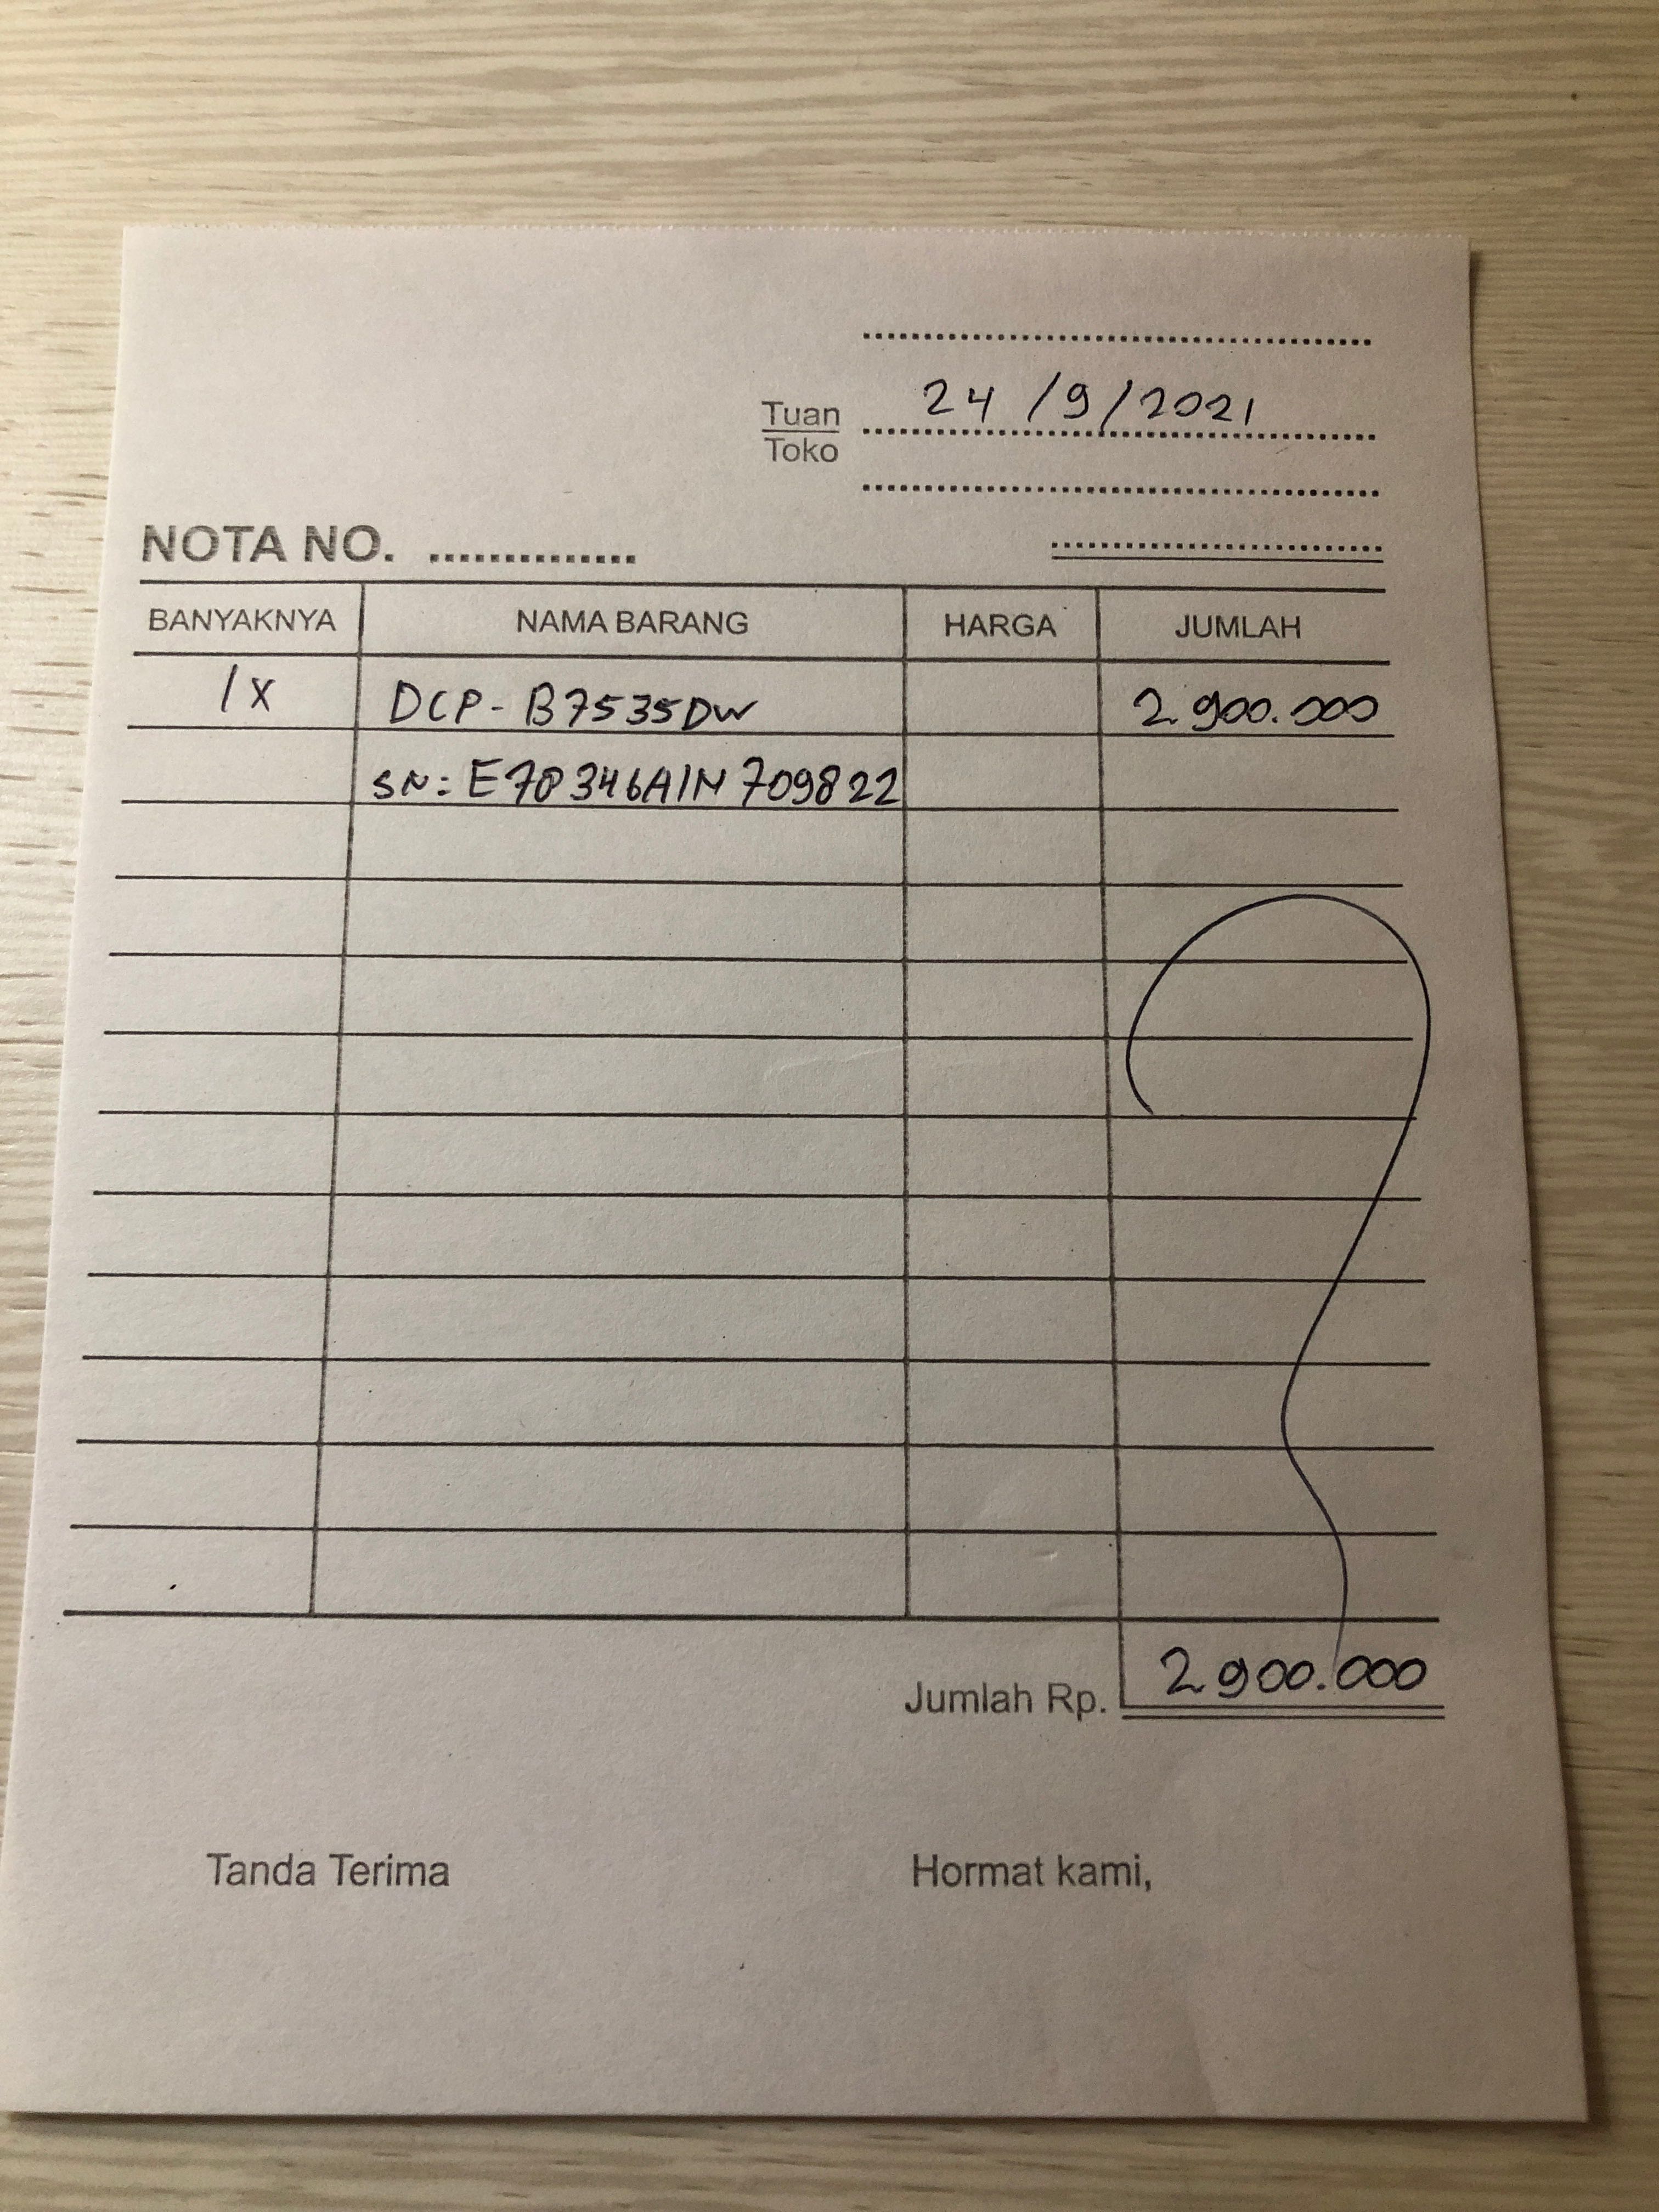 24/9/2021
Tuan
Toko
NOTA NO. ..............
BANYAKNYA NAMA BARANG HARGA JUMLAH
1X DCP-B7535DW 2.900.000
SN: E78346A1N709822
Jumlah Rp. 2.900.000
Tanda Terima Hormat kami,